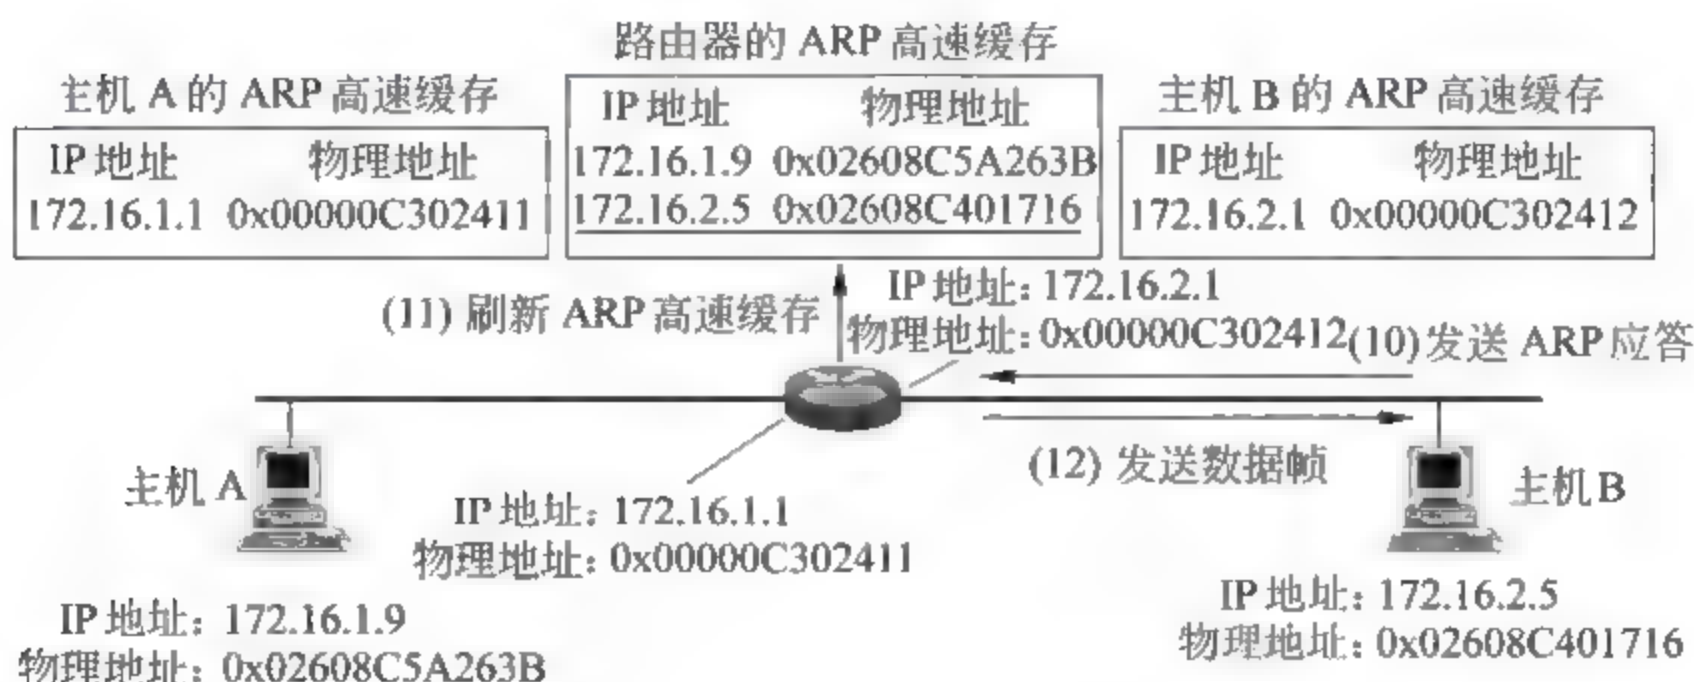 路由器的 ARP 高速缓存
主机 A 的 ARP 高速缓存
IP 地址 物理地址
172.16.1.1 0x00000C302411
IP 地址 物理地址
172.16.1.9 0x02608C5A263B
172.16.2.5 0x02608C401716
主机 B 的 ARP 高速缓存
IP 地址 物理地址
172.16.2.1 0x00000C302412
(11) 刷新 ARP 高速缓存
IP 地址: 172.16.2.1
物理地址: 0x00000C302412
(10) 发送 ARP 应答
(12) 发送数据帧
主机 A
IP 地址: 172.16.1.1
物理地址: 0x00000C302411
主机 B
IP 地址: 172.16.1.9
物理地址: 0x02608C5A263B
IP 地址: 172.16.2.5
物理地址: 0x02608C401716